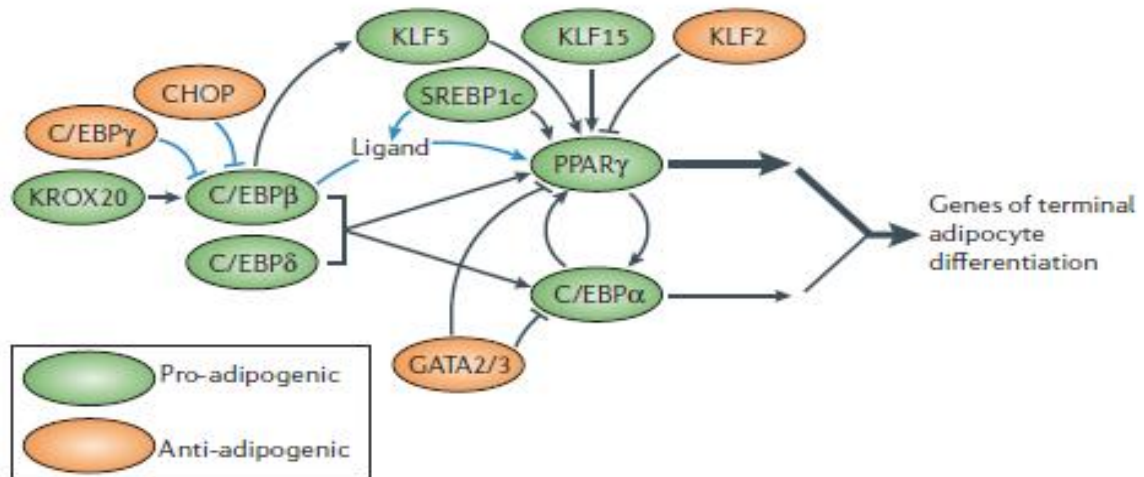 KLF5
KLF15
KLF2
CHOP
SREBP1c
C/EBPγ
Ligand
PPARγ
KROX20
C/EBPβ
Genes of terminal
adipocyte
differentiation
C/EBPδ
C/EBPα
GATA2/3
Pro-adipogenic
Anti-adipogenic